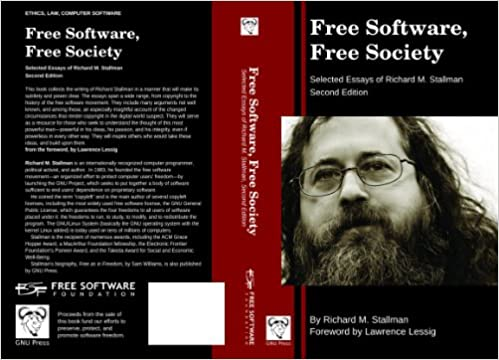 ETHICS, LAW, COMPUTER SOFTWARE
Free Software,
Free Society
Selected Essays of Richard M. Stallman
Second Edition
This book collects the writing of Richard Stallman in a manner that will make its
subtlety and power clear. The essays span a wide range, from copyright to the
history of the free software movement. They include many arguments not well
known, and among these, an especially insightful account of the changed
circumstances that render copyright in the digital world suspect. They will serve
as a resource for those who seek to understand the thought of this most
powerful man—powerful in his ideas, his passion, and his integrity, even if
powerless in every other way. They will inspire others who would take these
ideas, and build upon them.
from the foreword, by Lawrence Lessig
Richard M. Stallman is an internationally recognized computer programmer,
political activist, and author. In 1983, he founded the free software
movement—an organized effort to protect computer users' freedom—by
launching the GNU Project, which seeks to put together a body of software
sufficient to end users' dependence on proprietary software.
He coined the term "copyleft" and is the main author of several copyleft
licenses, including the most widely used free software license, the GNU General
Public License, which guarantees the four freedoms to all users of software
placed under it: the freedoms to run, to study, to modify, and to redistribute the
program. The GNU/Linux System (basically the GNU operating system with the
kernel Linux added) is today used on tens of millions of computers.
Stallman is the recipient of numerous awards, including the ACM Grace
Hopper Award, a MacArthur Foundation fellowship, the Electronic Frontier
Foundation's Pioneer Award, and the Takeda Award for Social and Economic
Well-Being.
Stallman's biography, Free as in Freedom, by Sam Williams, is also published
by GNU Press.
FSF FREE SOFTWARE
FOUNDATION
GNU Press
Proceeds from the sale of
this book fund our efforts to
preserve, protect, and
promote software freedom.
Free Software, Free Society
Selected Essays of Richard M. Stallman, Second Edition
FREE SOFTWARE
FOUNDATION
GNU Press
Free Software,
Free Society
Selected Essays of Richard M. Stallman
Second Edition
By Richard M. Stallman
Foreword by Lawrence Lessig